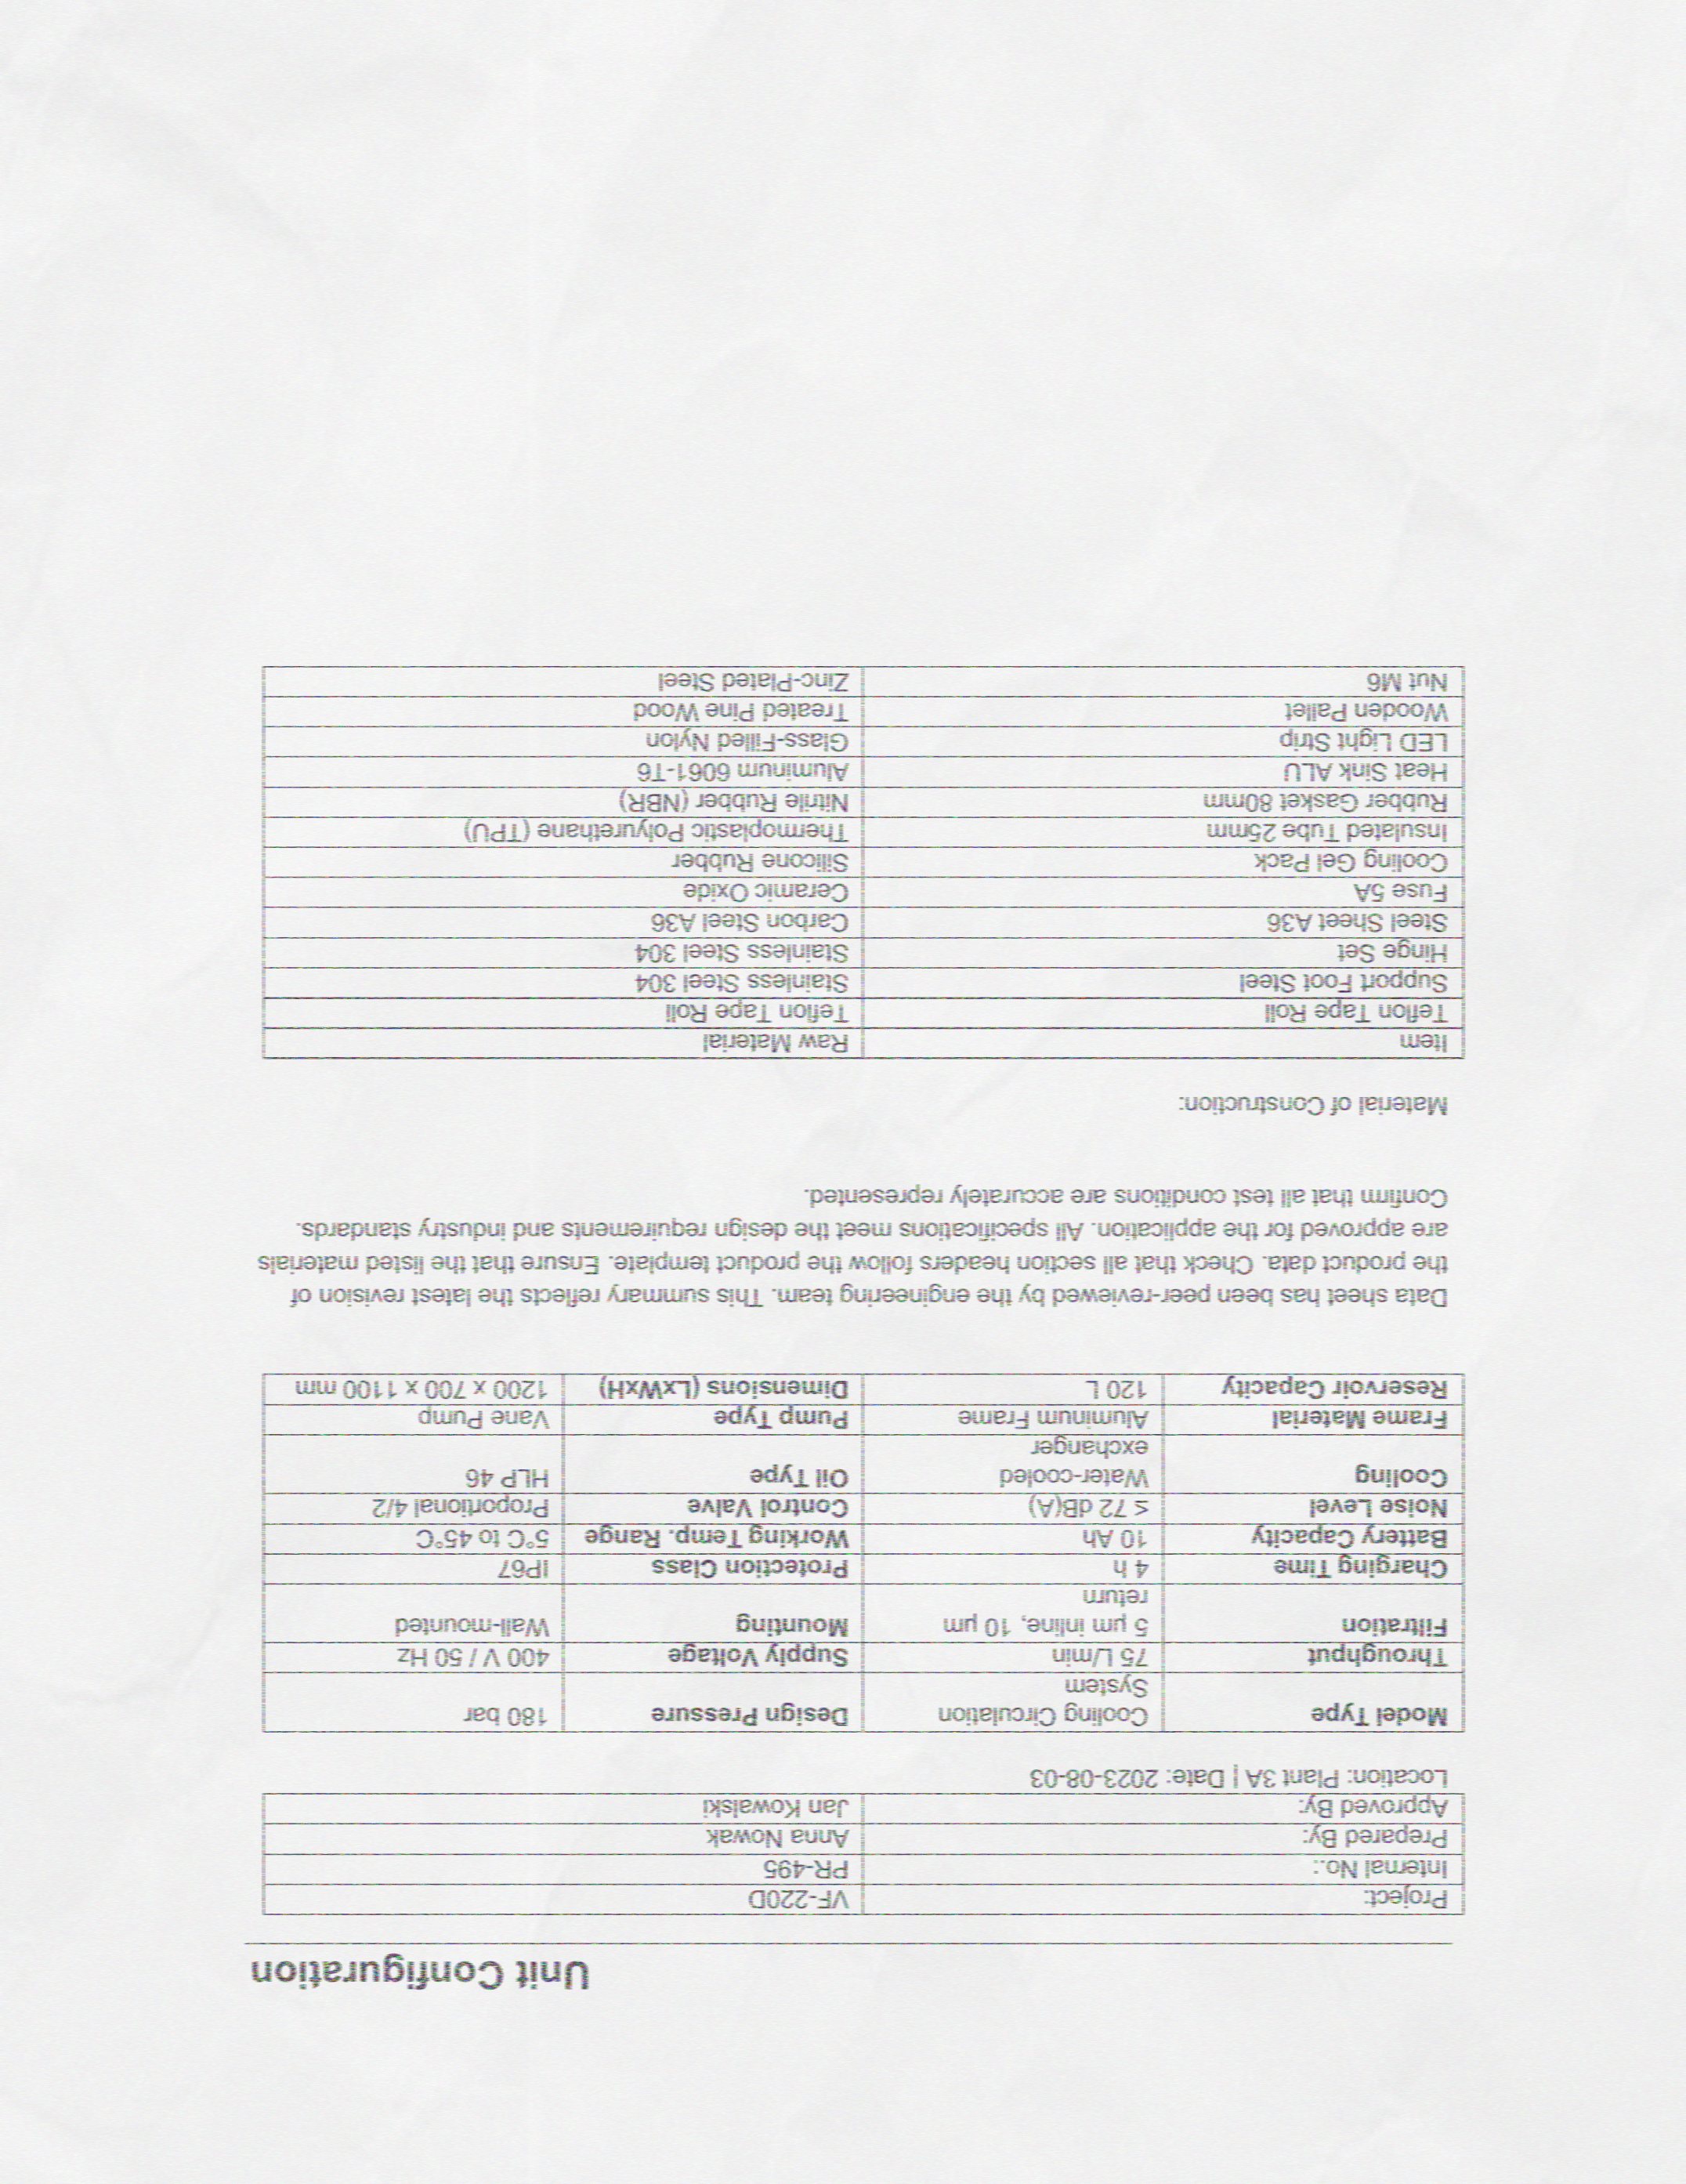 Unit Configuration
Project: VF-220D
Internal No.: PR-495
Prepared By: Anna Nowak
Approved By: Jan Kowalski
Location: Plant 3A | Date: 2023-08-03
Model Type Cooling Circulation System Design Pressure 180 bar
Throughput 75 L/min Supply Voltage 400 V / 50 Hz
Filtration 5 µm inline, 10 µm return Mounting Wall-mounted
Charging Time 4 h Protection Class IP67
Battery Capacity 10 Ah Working Temp. Range 5°C to 45°C
Noise Level ≤ 72 dB(A) Control Valve Proportional 4/2
Cooling Water-cooled exchanger Oil Type HLP 46
Frame Material Aluminum Frame Pump Type Vane Pump
Reservoir Capacity 120 L Dimensions (LxWxH) 1200 x 700 x 1100 mm
Data sheet has been peer-reviewed by the engineering team. This summary reflects the latest revision of
the product data. Check that all section headers follow the product template. Ensure that the listed materials
are approved for the application. All specifications meet the design requirements and industry standards.
Confirm that all test conditions are accurately represented.
Material of Construction:
Item Raw Material
Teflon Tape Roll Teflon Tape Roll
Support Foot Steel Stainless Steel 304
Hinge Set Stainless Steel 304
Steel Sheet A36 Carbon Steel A36
Fuse 5A Ceramic Oxide
Cooling Gel Pack Silicone Rubber
Insulated Tube 25mm Thermoplastic Polyurethane (TPU)
Rubber Gasket 80mm Nitrile Rubber (NBR)
Heat Sink ALU Aluminum 6061-T6
LED Light Strip Glass-Filled Nylon
Wooden Pallet Treated Pine Wood
Nut M6 Zinc-Plated Steel